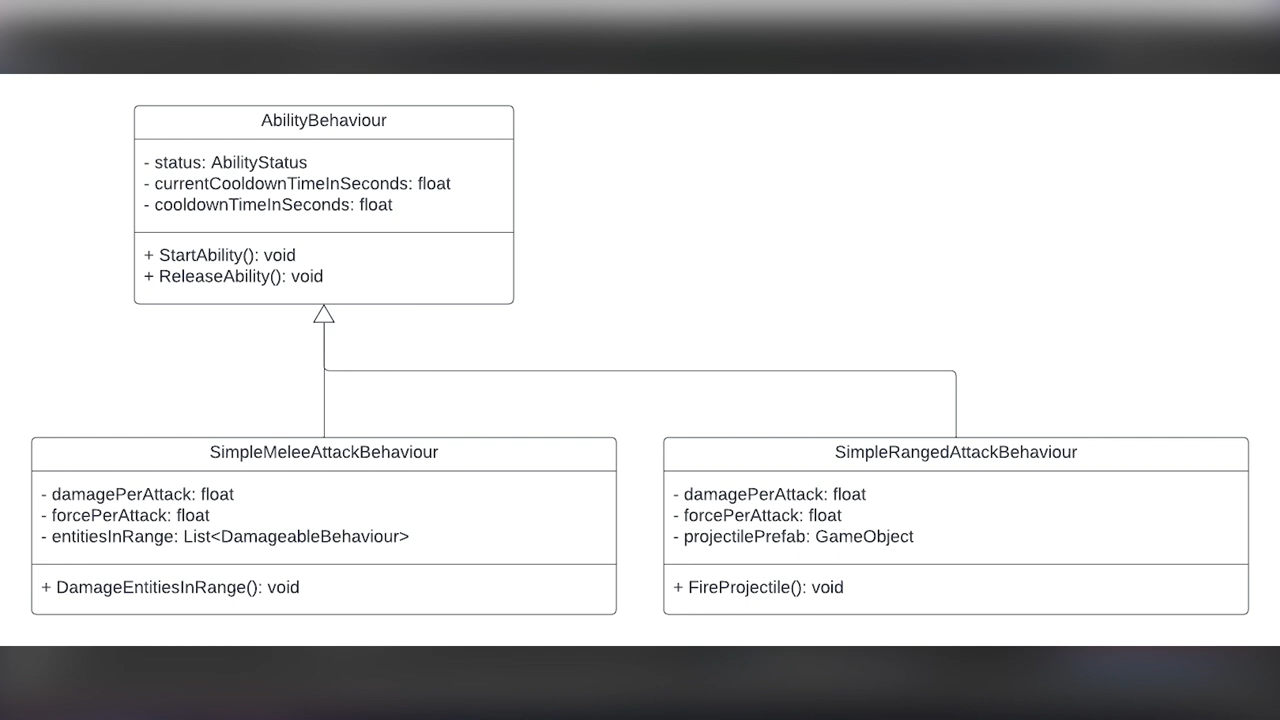 AbilityBehaviour
- status: AbilityStatus
- currentCooldownTimeInSeconds: float
- cooldownTimeInSeconds: float
+ StartAbility(): void
+ ReleaseAbility(): void
SimpleMeleeAttackBehaviour
- damagePerAttack: float
- forcePerAttack: float
- entitiesInRange: List<DamageableBehaviour>
+ DamageEntitiesInRange(): void
SimpleRangedAttackBehaviour
- damagePerAttack: float
- forcePerAttack: float
- projectilePrefab: GameObject
+ FireProjectile(): void